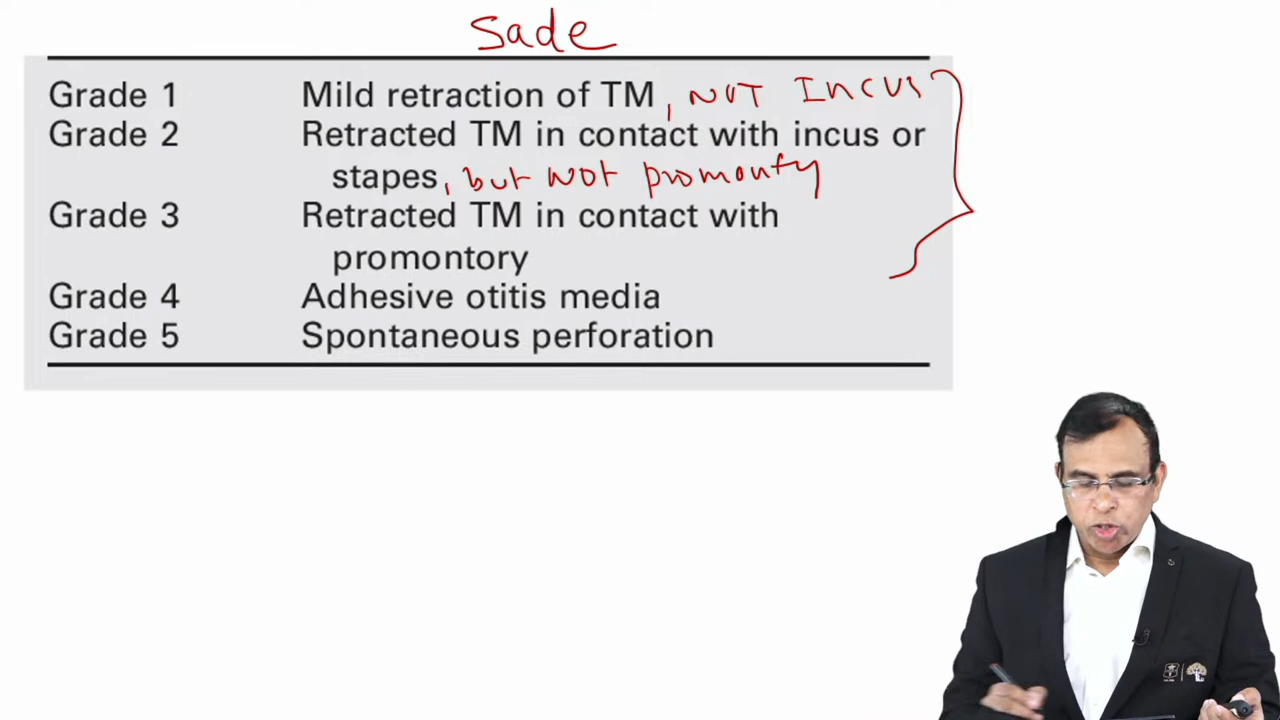 Sade
Grade 1 Mild retraction of TM, NOT Incus
Grade 2 Retracted TM in contact with incus or
stapes, but not promonty
Grade 3 Retracted TM in contact with
promontory
Grade 4 Adhesive otitis media
Grade 5 Spontaneous perforation